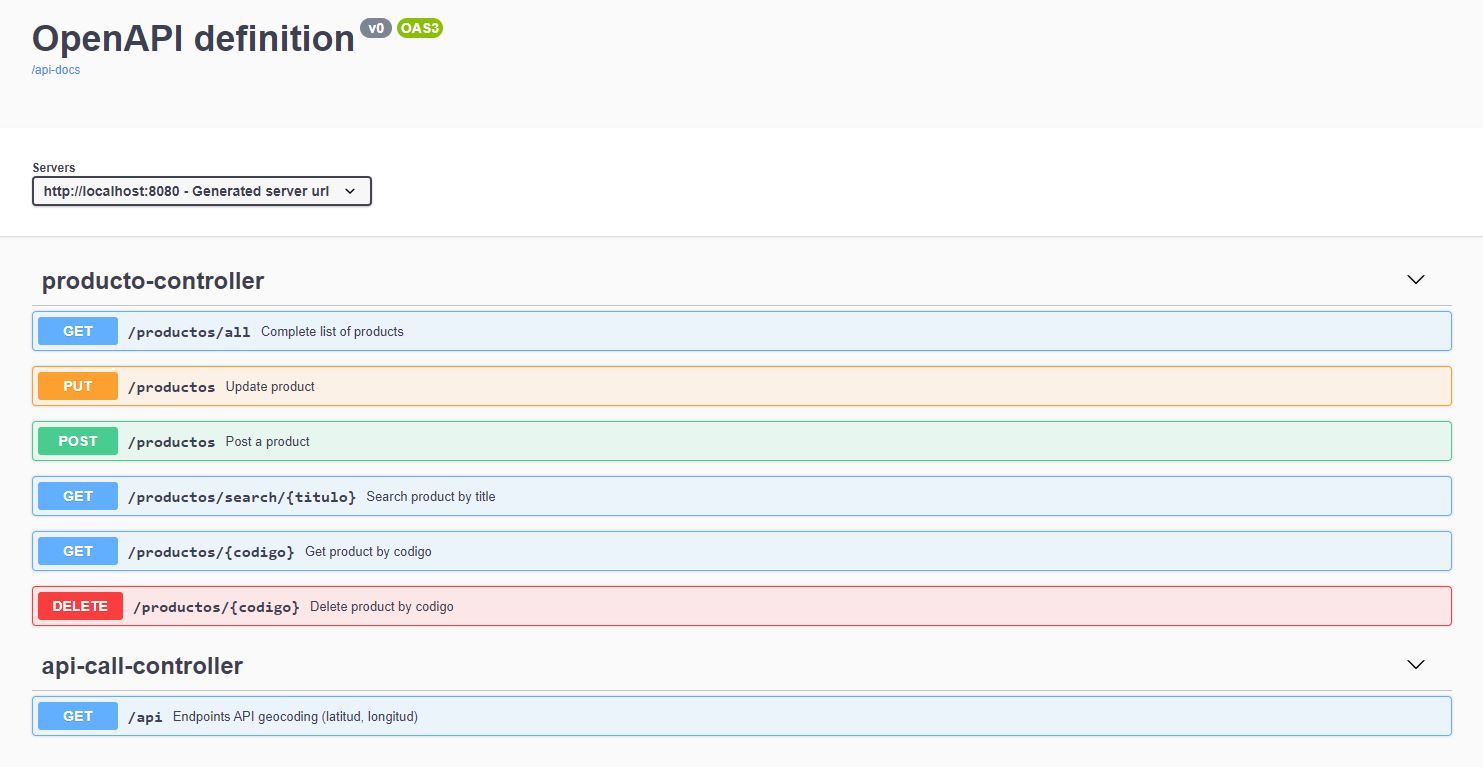 OpenAPI definition v0 OAS3
/api-docs
Servers
http://localhost:8080 - Generated server url
producto-controller
GET /productos/all Complete list of products
PUT /productos Update product
POST /productos Post a product
GET /productos/search/{titulo} Search product by title
GET /productos/{codigo} Get product by codigo
DELETE /productos/{codigo} Delete product by codigo
api-call-controller
GET /api Endpoints API geocoding (latitud, longitud)